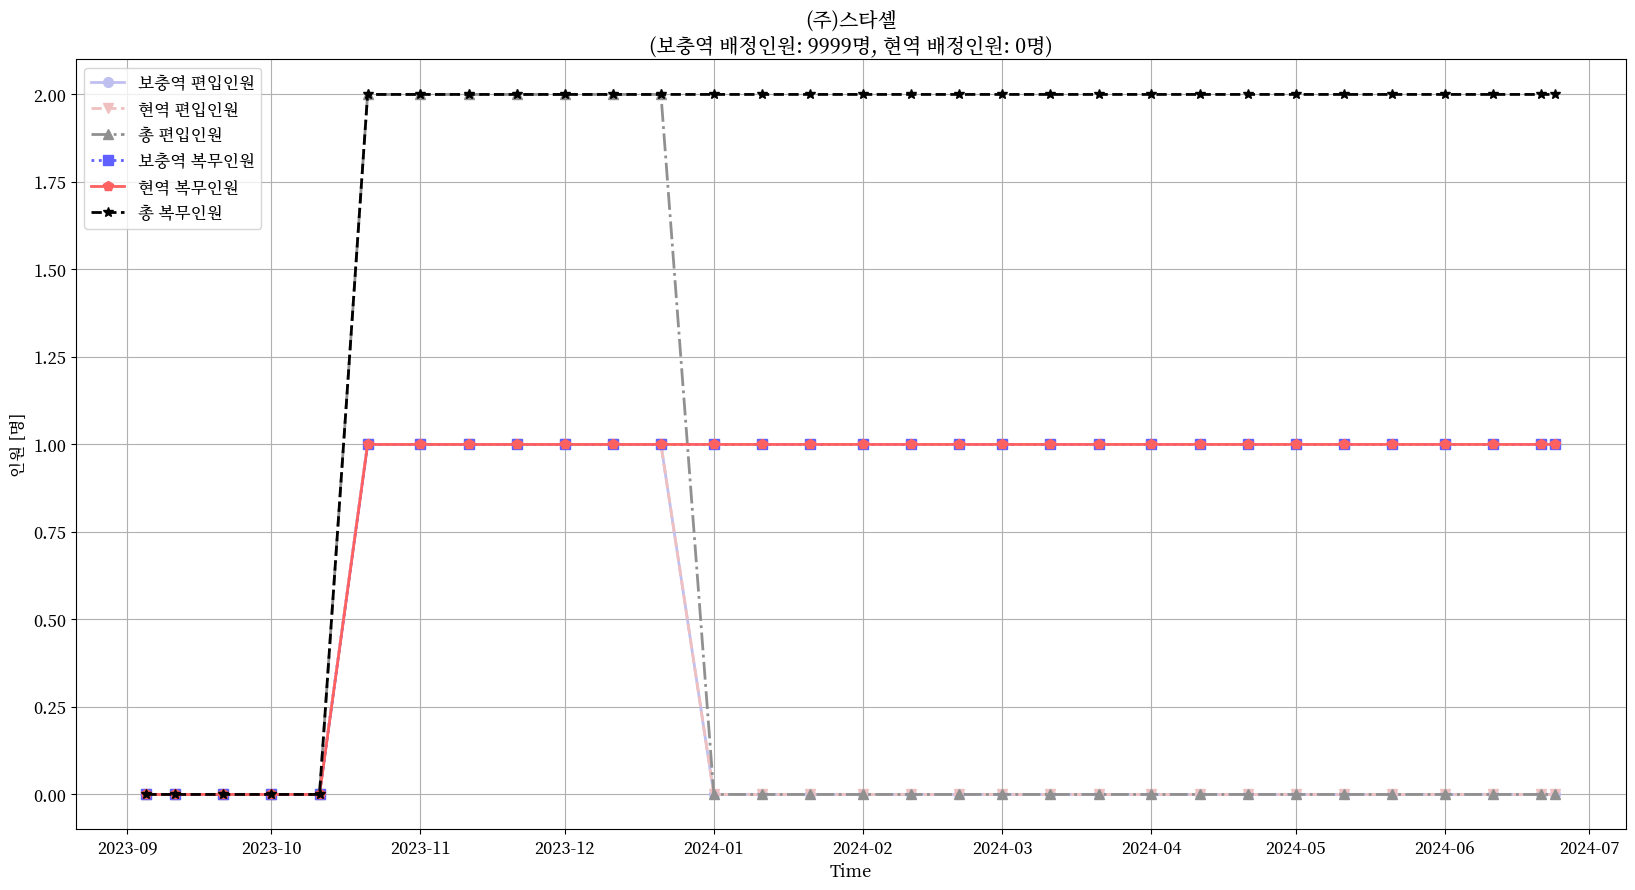 (주)스타셸
(보충역 배정인원: 9999명, 현역 배정인원: 0명)
보충역 편입인원
현역 편입인원
총 편입인원
보충역 복무인원
현역 복무인원
총 복무인원
2.00
1.75
1.50
1.25
1.00
0.75
0.50
0.25
0.00
인원 [명]
2023-09 2023-10 2023-11 2023-12 2024-01 2024-02 2024-03 2024-04 2024-05 2024-06 2024-07
Time